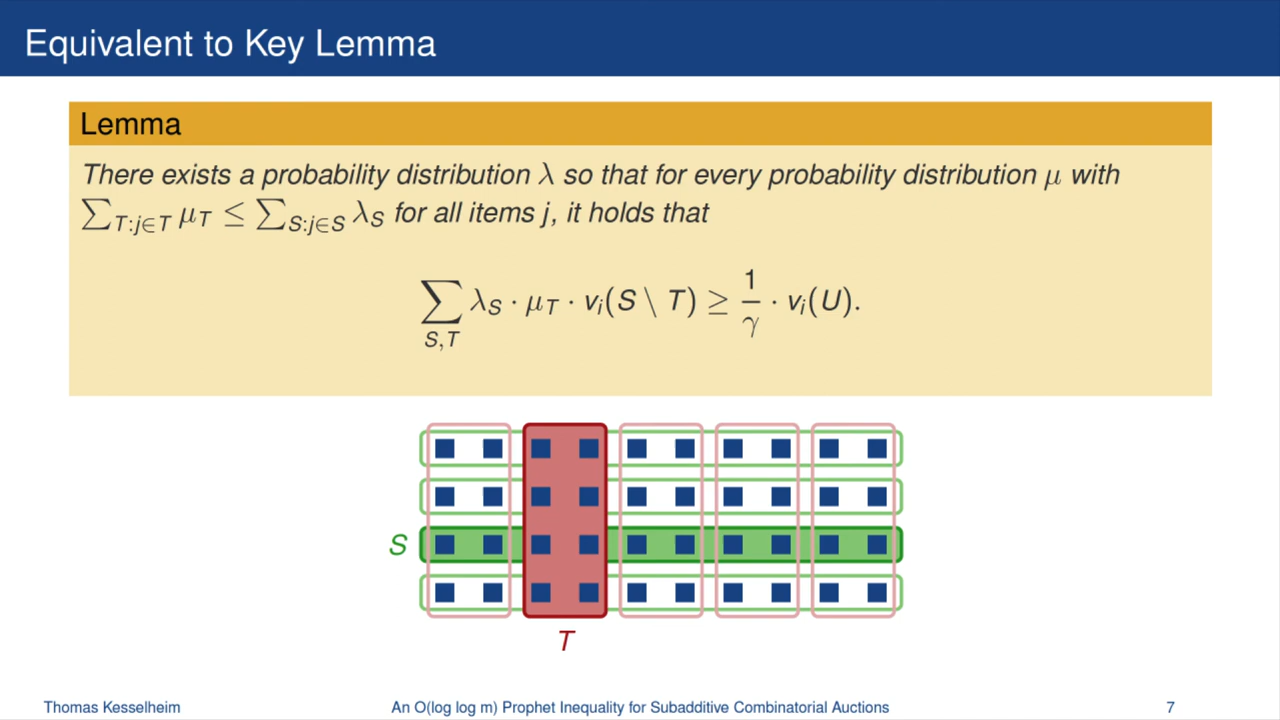 Equivalent to Key Lemma
Lemma
There exists a probability distribution λ so that for every probability distribution μ with
∑_{T:j∈T} μ_T ≤ ∑_{S:j∈S} λ_S for all items j, it holds that
∑_{S,T} λ_S · μ_T · v_i(S \ T) ≥ 1/γ · v_i(U).
S
T
Thomas Kesselheim An O(log log m) Prophet Inequality for Subadditive Combinatorial Auctions 7